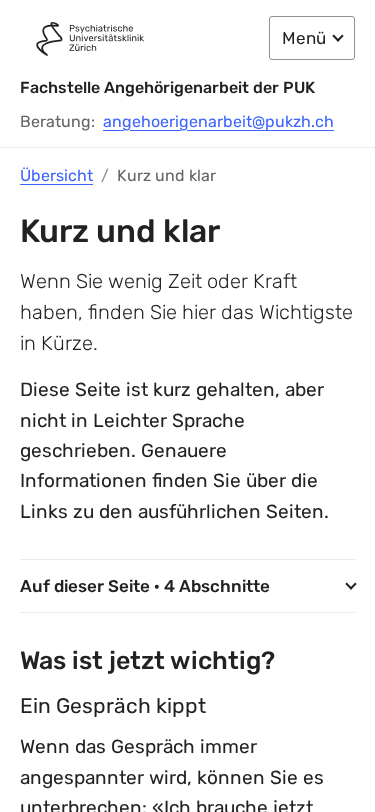 Psychiatrische
Universitätsklinik
Zürich
Menü
Fachstelle Angehörigenarbeit der PUK
Beratung: angehoerigenarbeit@pukzh.ch
Übersicht / Kurz und klar
Kurz und klar
Wenn Sie wenig Zeit oder Kraft
haben, finden Sie hier das Wichtigste
in Kürze.
Diese Seite ist kurz gehalten, aber
nicht in Leichter Sprache
geschrieben. Genauere
Informationen finden Sie über die
Links zu den ausführlichen Seiten.
Auf dieser Seite • 4 Abschnitte
Was ist jetzt wichtig?
Ein Gespräch kippt
Wenn das Gespräch immer
angespannter wird, können Sie es
unterbrechen: «Ich brauche jetzt